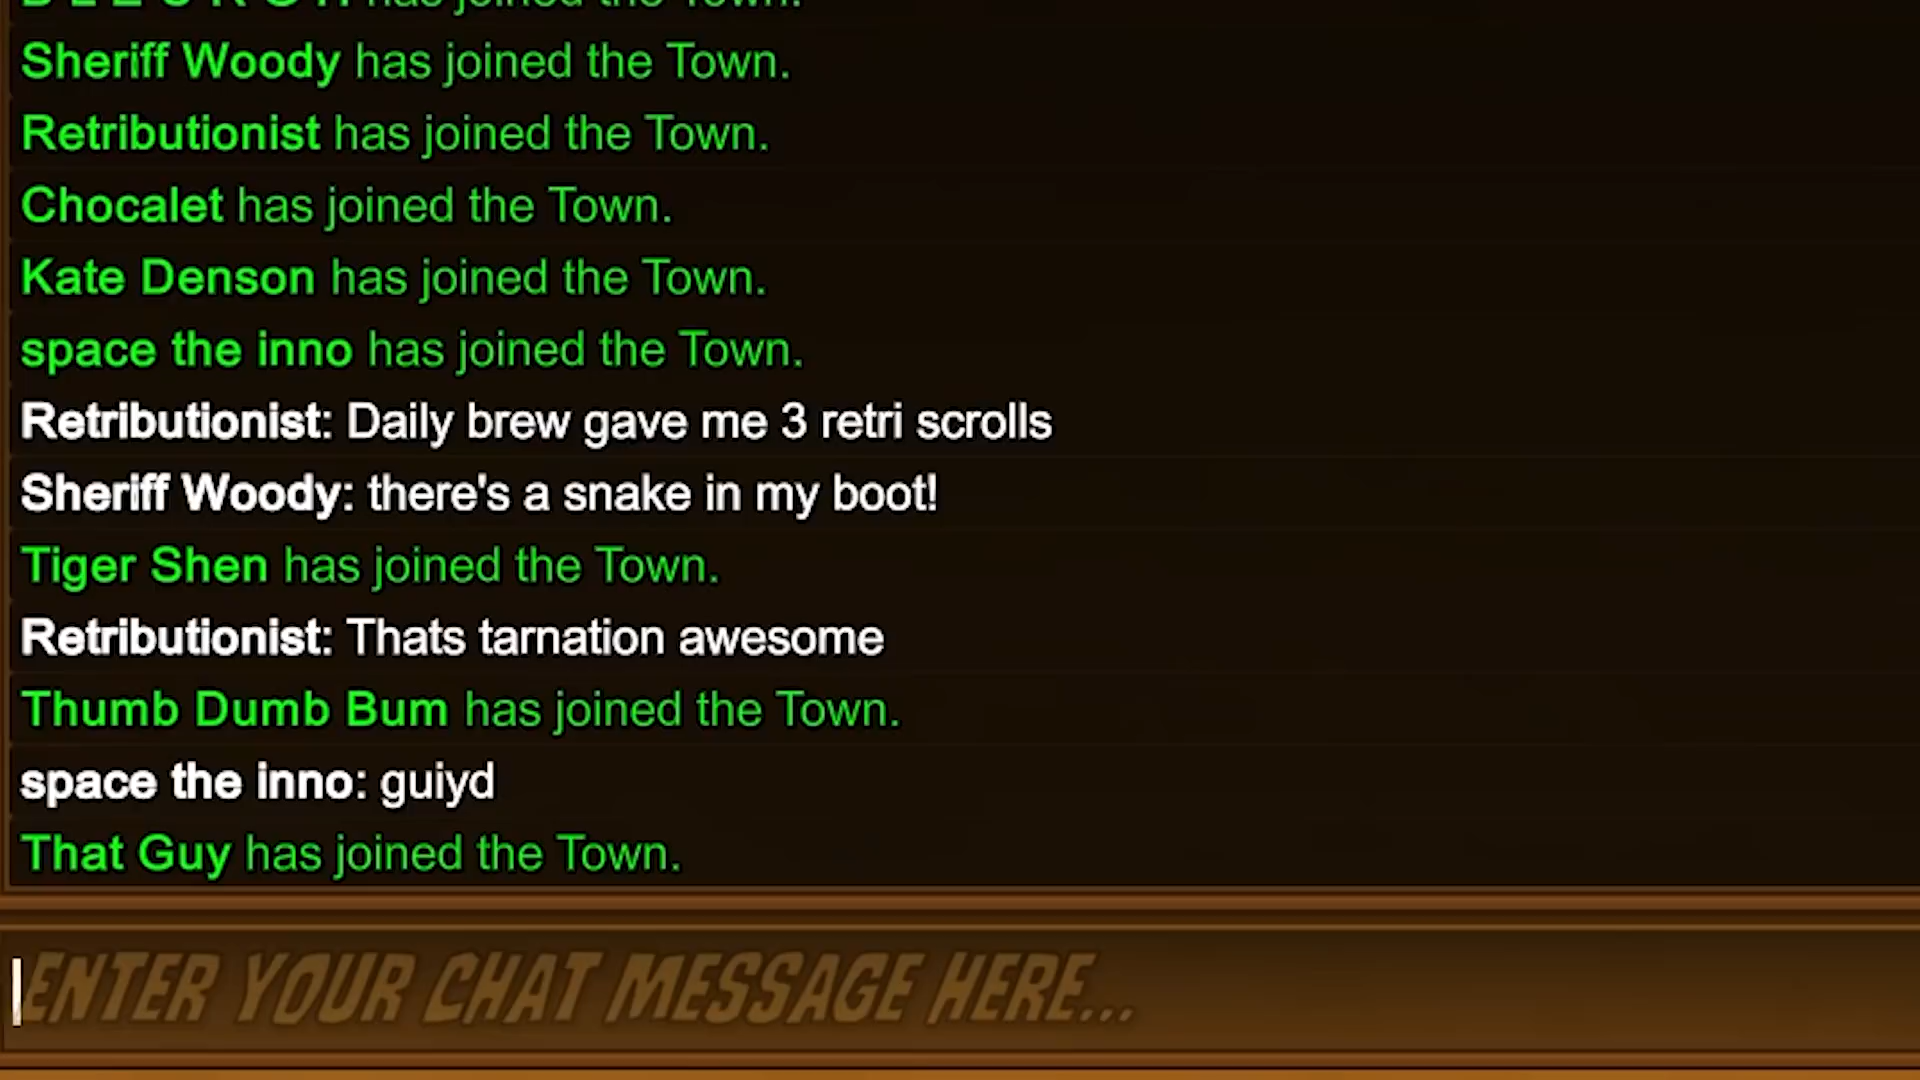 has joined the Town.
Sheriff Woody has joined the Town.
Retributionist has joined the Town.
Chocalet has joined the Town.
Kate Denson has joined the Town.
space the inno has joined the Town.
Retributionist: Daily brew gave me 3 retri scrolls
Sheriff Woody: there's a snake in my boot!
Tiger Shen has joined the Town.
Retributionist: Thats tarnation awesome
Thumb Dumb Bum has joined the Town.
space the inno: guiyd
That Guy has joined the Town.
ENTER YOUR CHAT MESSAGE HERE...